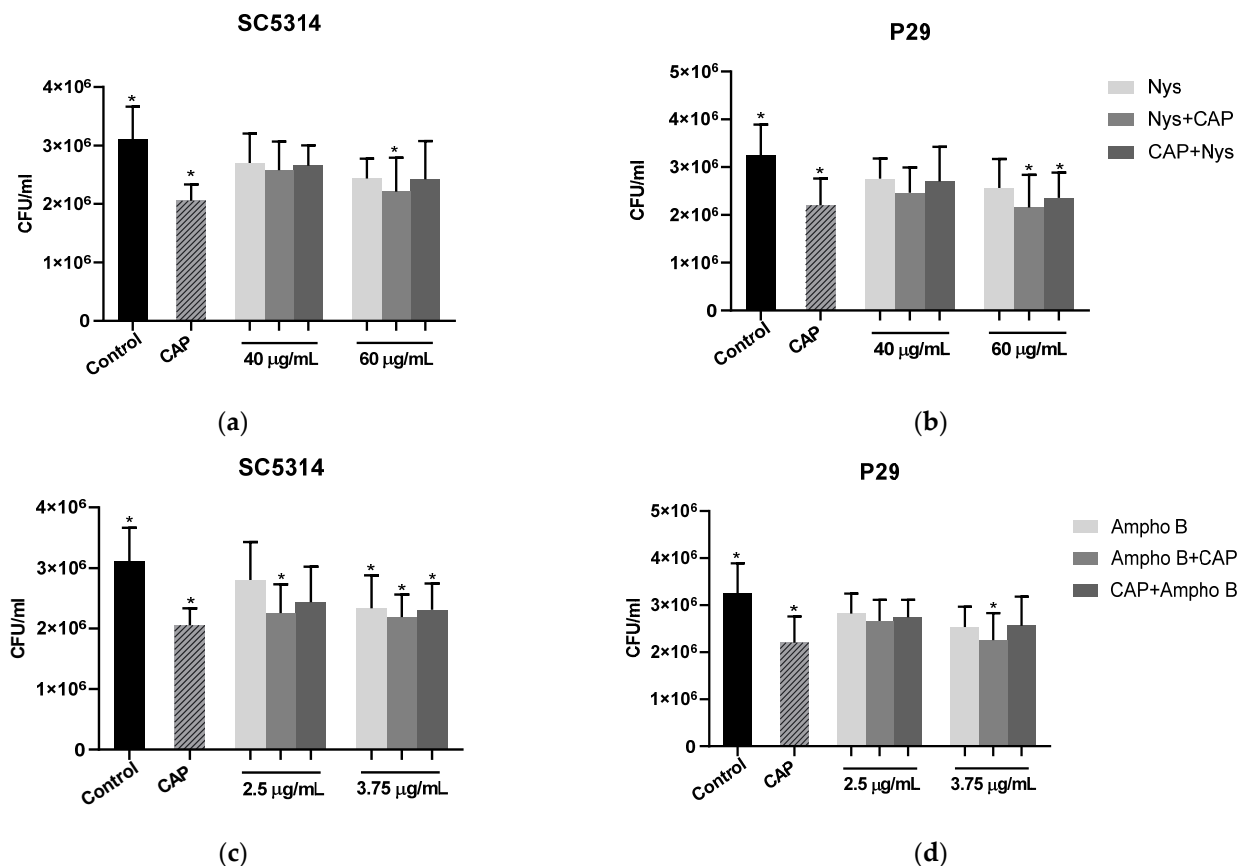 SC5314
CFU/ml
4×10⁶
3×10⁶
2×10⁶
1×10⁶
0
*
*
*
Control
CAP
40 μg/mL
60 μg/mL
(a)
P29
CFU/ml
5×10⁶
4×10⁶
3×10⁶
2×10⁶
1×10⁶
0
*
*
* *
Control
CAP
40 μg/mL
60 μg/mL
Nys
Nys+CAP
CAP+Nys
(b)
SC5314
CFU/ml
4×10⁶
3×10⁶
2×10⁶
1×10⁶
0
*
*
*
* * *
Control
CAP
2.5 μg/mL
3.75 μg/mL
(c)
P29
CFU/ml
5×10⁶
4×10⁶
3×10⁶
2×10⁶
1×10⁶
0
*
*
*
Control
CAP
2.5 μg/mL
3.75 μg/mL
Ampho B
Ampho B+CAP
CAP+Ampho B
(d)